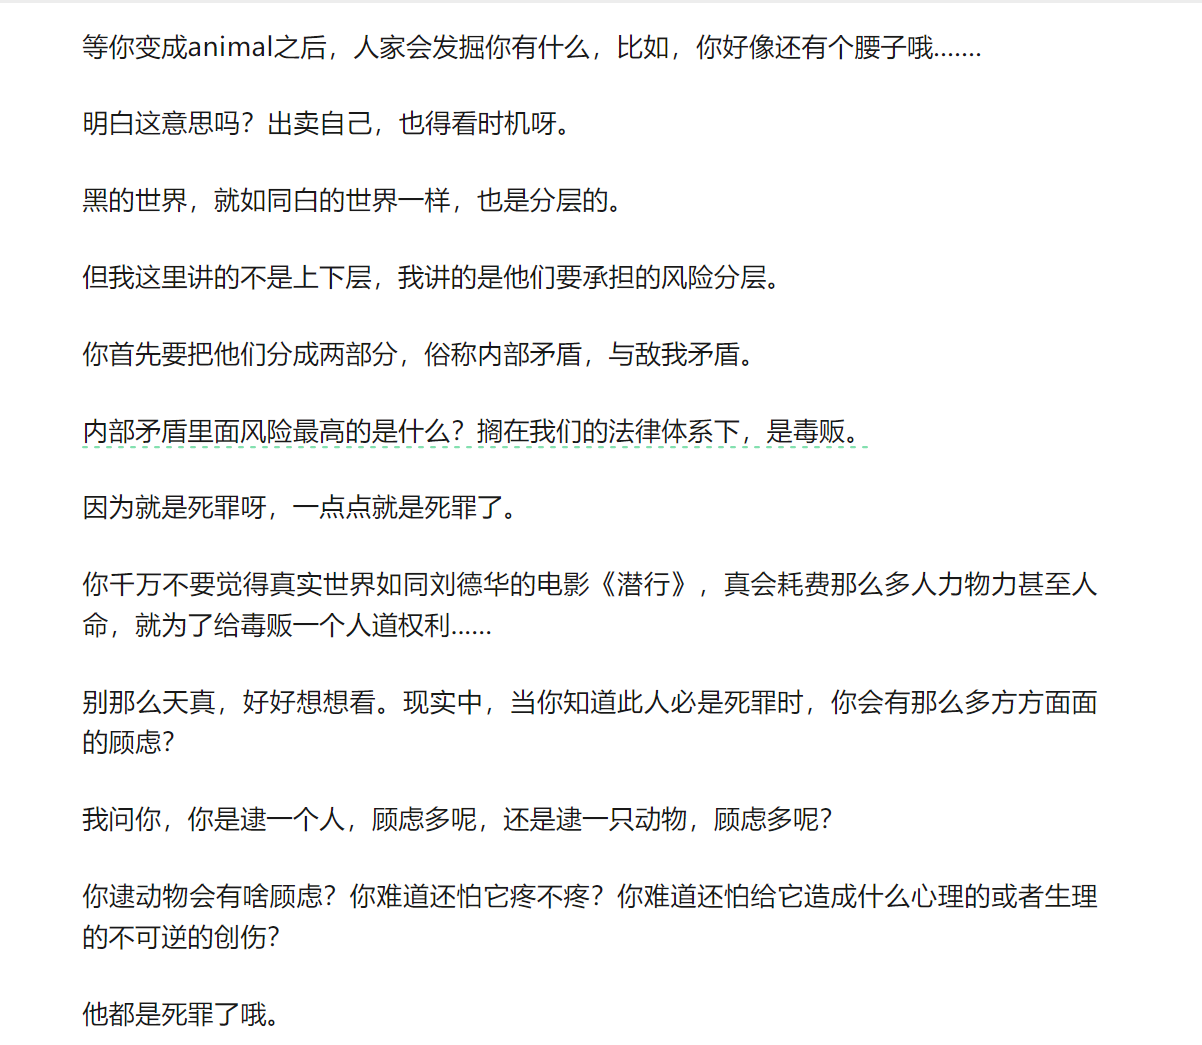 等你变成animal之后，人家会发掘你有什么，比如，你好像还有个腰子哦.......
明白这意思吗？出卖自己，也得看时机呀。
黑的世界，就如同白的世界一样，也是分层的。
但我这里讲的不是上下层，我讲的是他们要承担的风险分层。
你首先要把他们分成两部分，俗称内部矛盾，与敌我矛盾。
内部矛盾里面风险最高的是什么？搁在我们的法律体系下，是毒贩。
因为就是死罪呀，一点点就是死罪了。
你千万不要觉得真实世界如同刘德华的电影《潜行》，真会耗费那么多人力物力甚至人
命，就为了给毒贩一个人道权利......
别那么天真，好好想想看。现实中，当你知道此人必是死罪时，你会有那么多方方面面
的顾虑？
我问你，你是逮一个人，顾虑多呢，还是逮一只动物，顾虑多呢？
你逮动物会有啥顾虑？你难道还怕它疼不疼？你难道还怕给它造成什么心理的或者生理
的不可逆的创伤？
他都是死罪了哦。